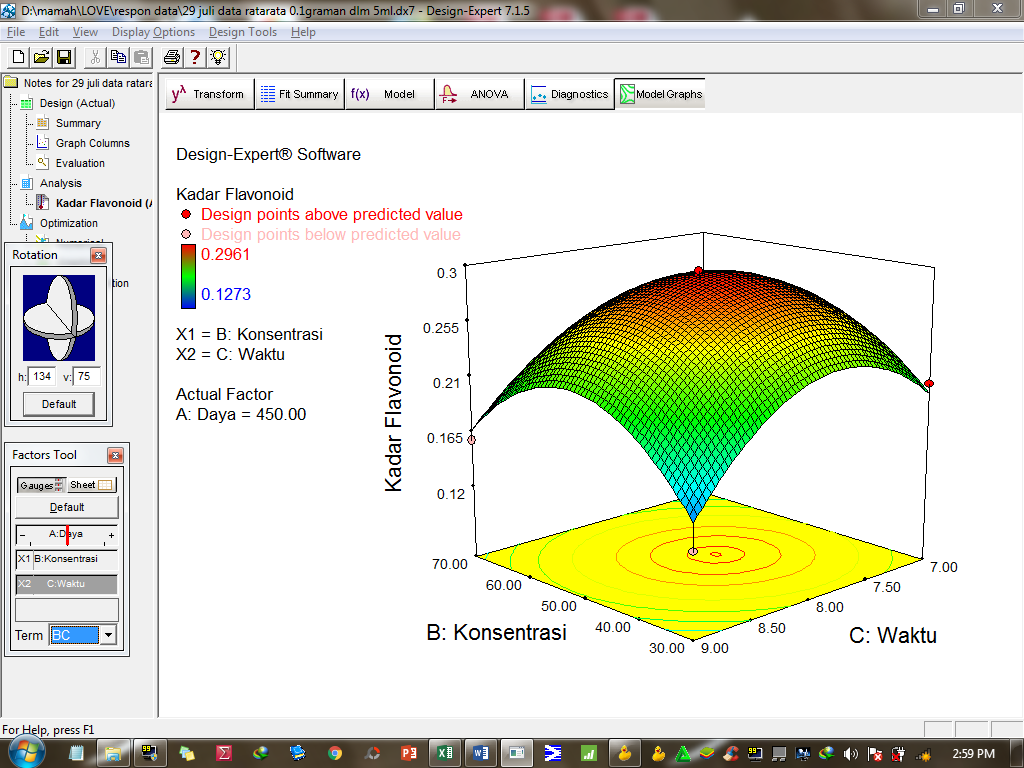 D:\mamah\LOVE\respon data\29 juli data ratarata 0.1graman dlm 5ml.dx7 - Design-Expert 7.1.5
File Edit View Display Options Design Tools Help
Notes for 29 juli data ratara
Design (Actual)
Summary
Graph Columns
Evaluation
Analysis
Kadar Flavonoid (A
Optimization
Rotation
h: 134 v: 75
Default
Factors Tool
Gauges Sheet
Default
- A:Daya +
X1 B:Konsentrasi
X2 C:Waktu
Term BC
yλ Transform Fit Summary f(x) Model ANOVA Diagnostics Model Graphs
Design-Expert® Software
Kadar Flavonoid
Design points above predicted value
Design points below predicted value
0.2961
0.1273
X1 = B: Konsentrasi
X2 = C: Waktu
Actual Factor
A: Daya = 450.00
Kadar Flavonoid
0.3
0.255
0.21
0.165
0.12
70.00
60.00
50.00
40.00
30.00
B: Konsentrasi
7.00
7.50
8.00
8.50
9.00
C: Waktu
For Help, press F1
2:59 PM